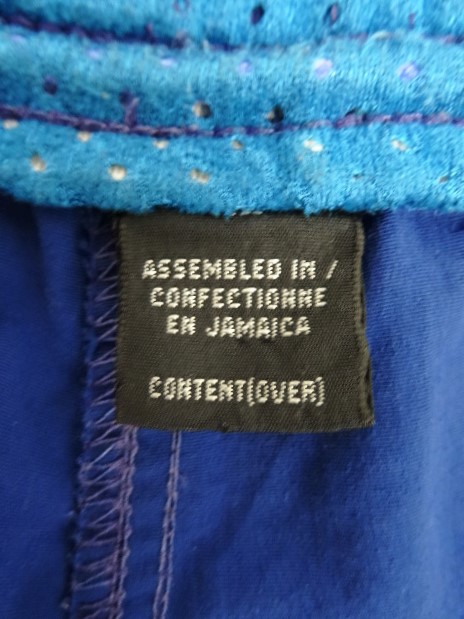 ASSEMBLED IN /
CONFECTIONNE
EN JAMAICA
CONTENT(OVER)